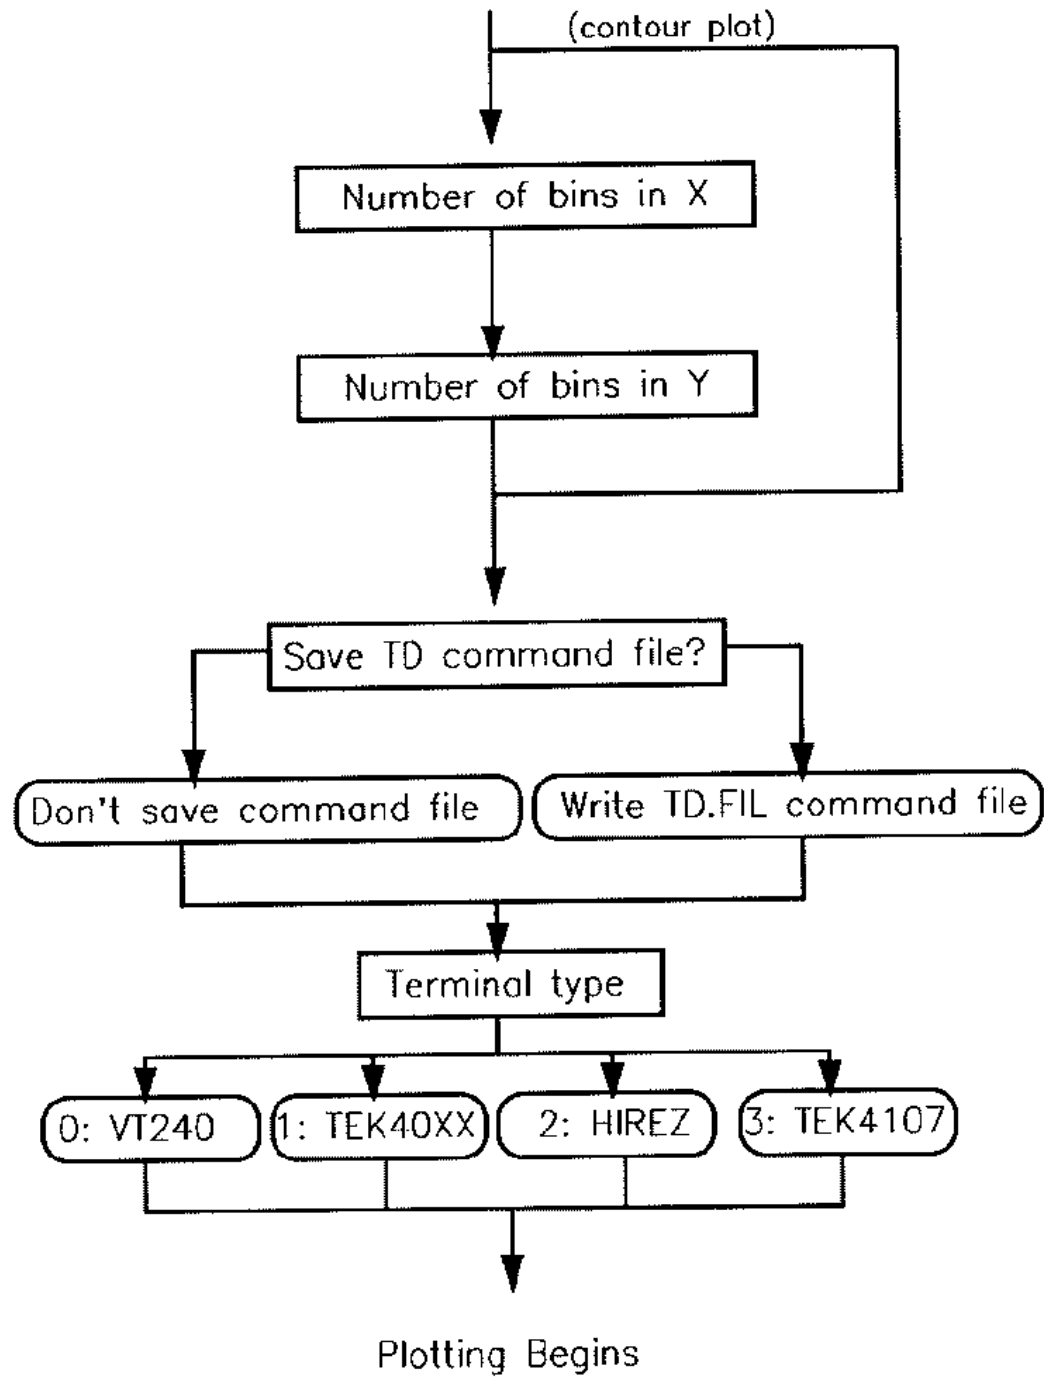 (contour plot)
Number of bins in X
Number of bins in Y
Save TD command file?
Don't save command file
Write TD.FIL command file
Terminal type
0: VT240
1: TEK40XX
2: HIREZ
3: TEK4107
Plotting Begins